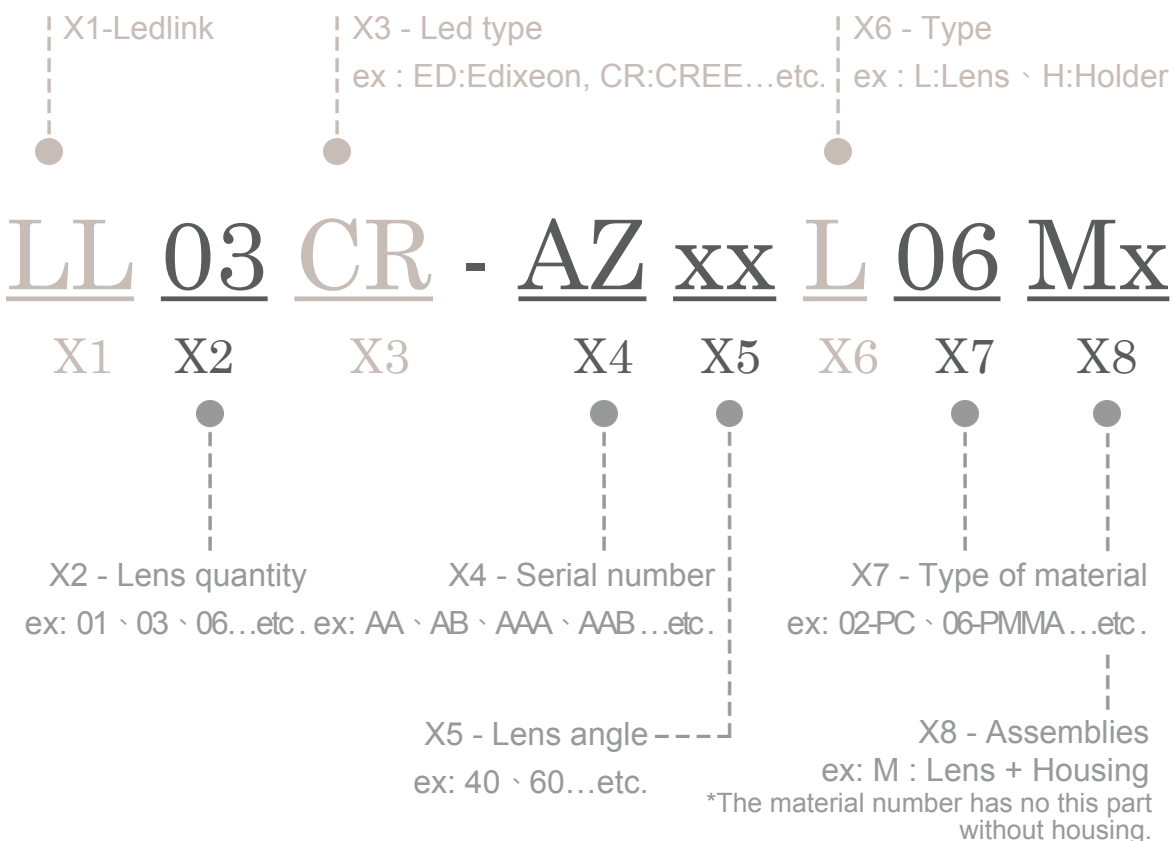 X1-Ledlink X3 - Led type X6 - Type
ex : ED:Edixeon, CR:CREE…etc. ex : L:Lens、H:Holder
LL 03 CR - AZ xx L 06 Mx
X1 X2 X3 X4 X5 X6 X7 X8
X2 - Lens quantity X4 - Serial number X7 - Type of material
ex: 01、03、06…etc. ex: AA、AB、AAA、AAB…etc. ex: 02-PC、06-PMMA…etc.
X5 - Lens angle X8 - Assemblies
ex: 40、60…etc. ex: M : Lens + Housing
*The material number has no this part
without housing.